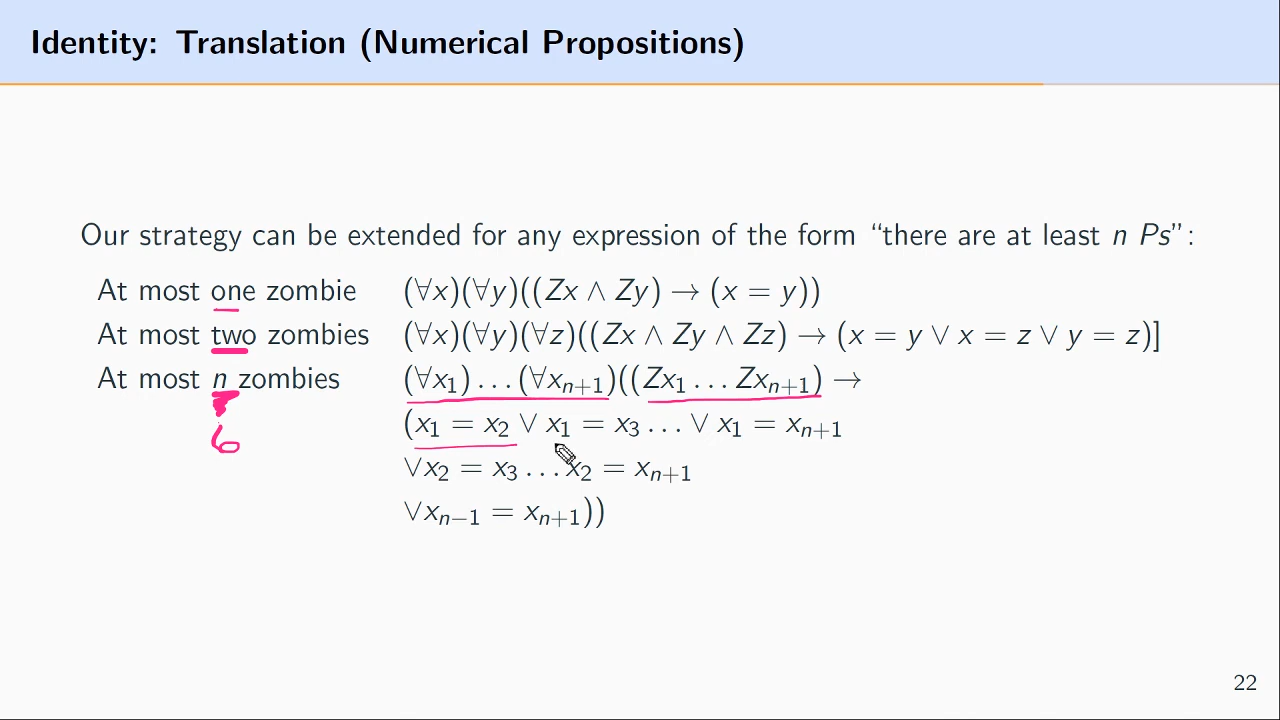 Identity: Translation (Numerical Propositions)
Our strategy can be extended for any expression of the form “there are at least n Ps”:
At most one zombie (∀x)(∀y)((Zx ∧ Zy) → (x = y))
At most two zombies (∀x)(∀y)(∀z)((Zx ∧ Zy ∧ Zz) → (x = y ∨ x = z ∨ y = z)]
At most n zombies (∀x₁)...(∀xₙ₊₁)((Zx₁...Zxₙ₊₁) →
(x₁ = x₂ ∨ x₁ = x₃... ∨ x₁ = xₙ₊₁
6
∨x₂ = x₃...x₂ = xₙ₊₁
∨xₙ₋₁ = xₙ₊₁))
22